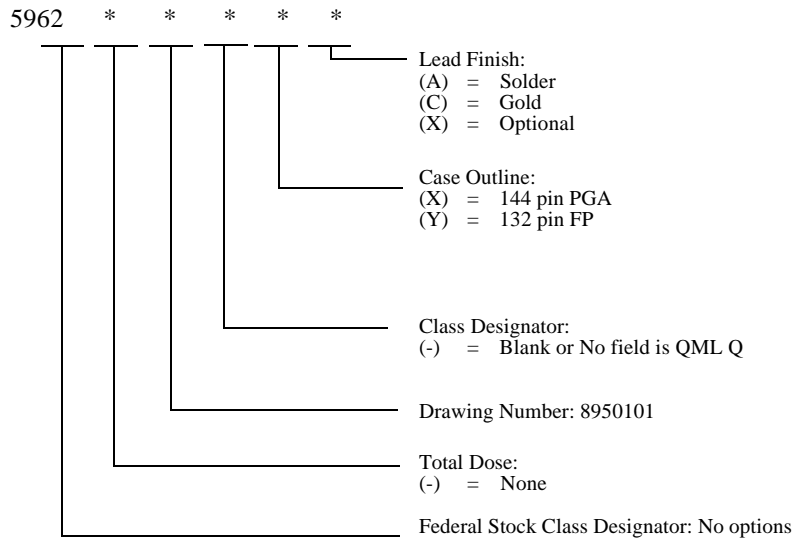 5962 * * * * *
Lead Finish:
(A) = Solder
(C) = Gold
(X) = Optional
Case Outline:
(X) = 144 pin PGA
(Y) = 132 pin FP
Class Designator:
(-) = Blank or No field is QML Q
Drawing Number: 8950101
Total Dose:
(-) = None
Federal Stock Class Designator: No options